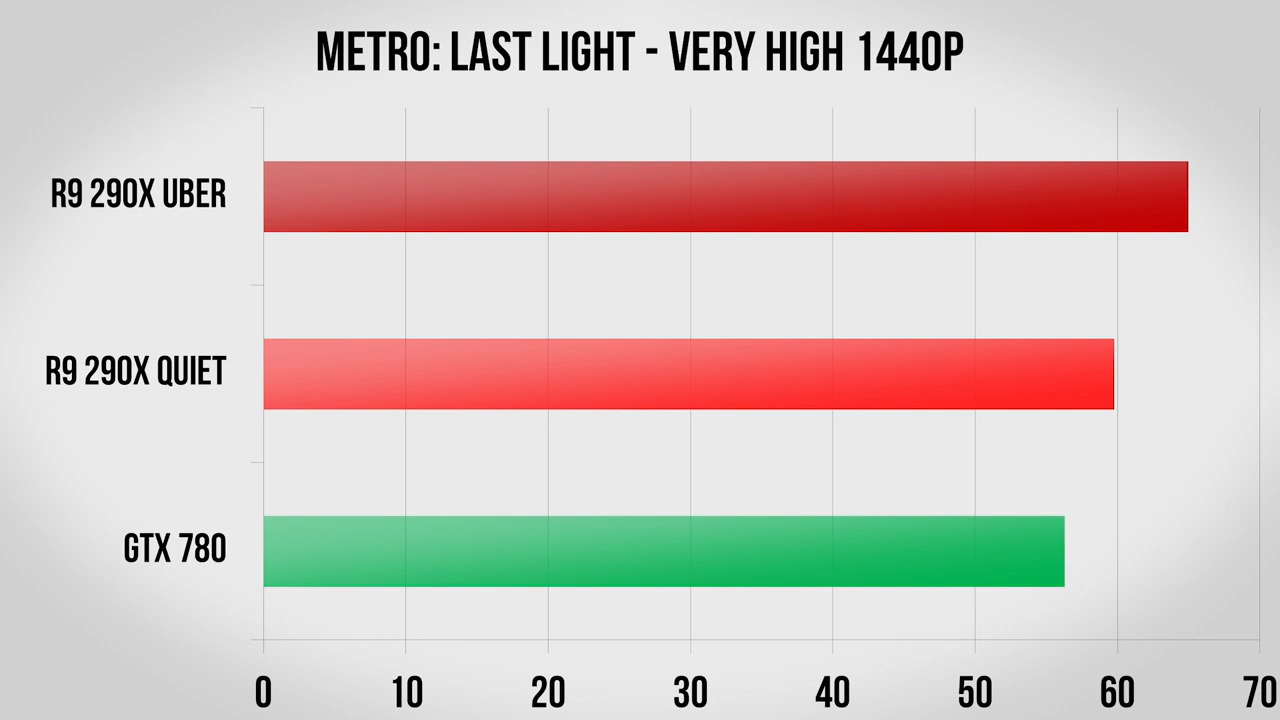 METRO: LAST LIGHT - VERY HIGH 1440P
R9 290X UBER
R9 290X QUIET
GTX 780
0 10 20 30 40 50 60 70